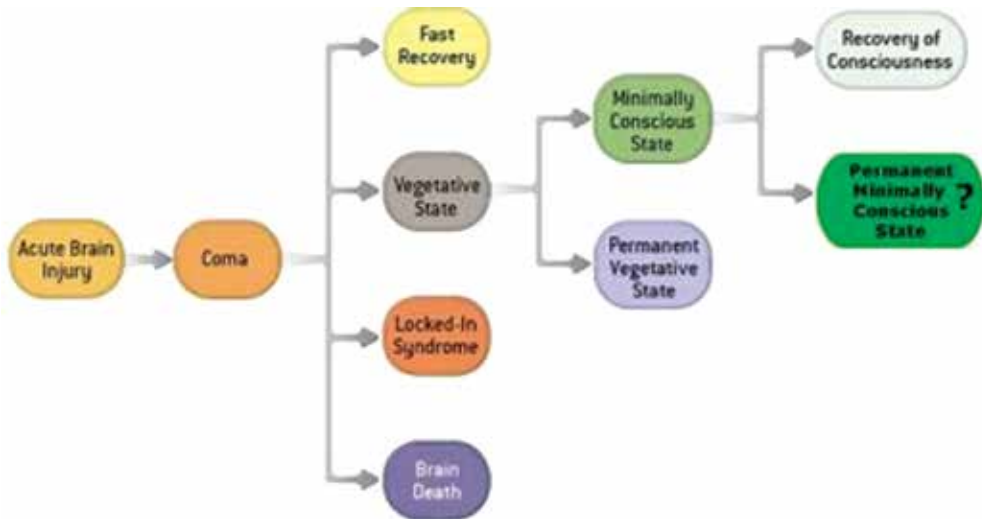 Fast
Recovery
Recovery of
Consciousness
Minimally
Conscious
State
Vegetative
State
Permanent
Minimally
Conscious
State
?
Acute Brain
Injury
Coma
Permanent
Vegetative
State
Locked-In
Syndrome
Brain
Death